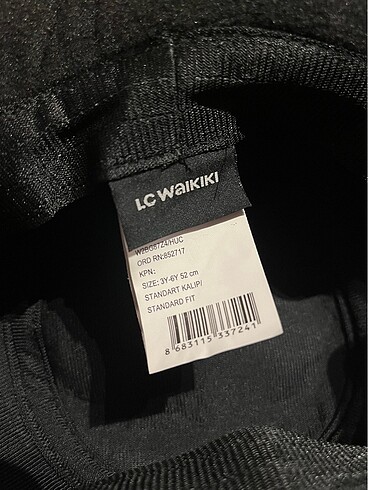 LC WAIKIKI
W2BG87Z4/HUC
ORD RN:852717
KPN:
SIZE: 3Y-6Y 52 cm
STANDART KALIP/
STANDARD FIT
8 683115 337241